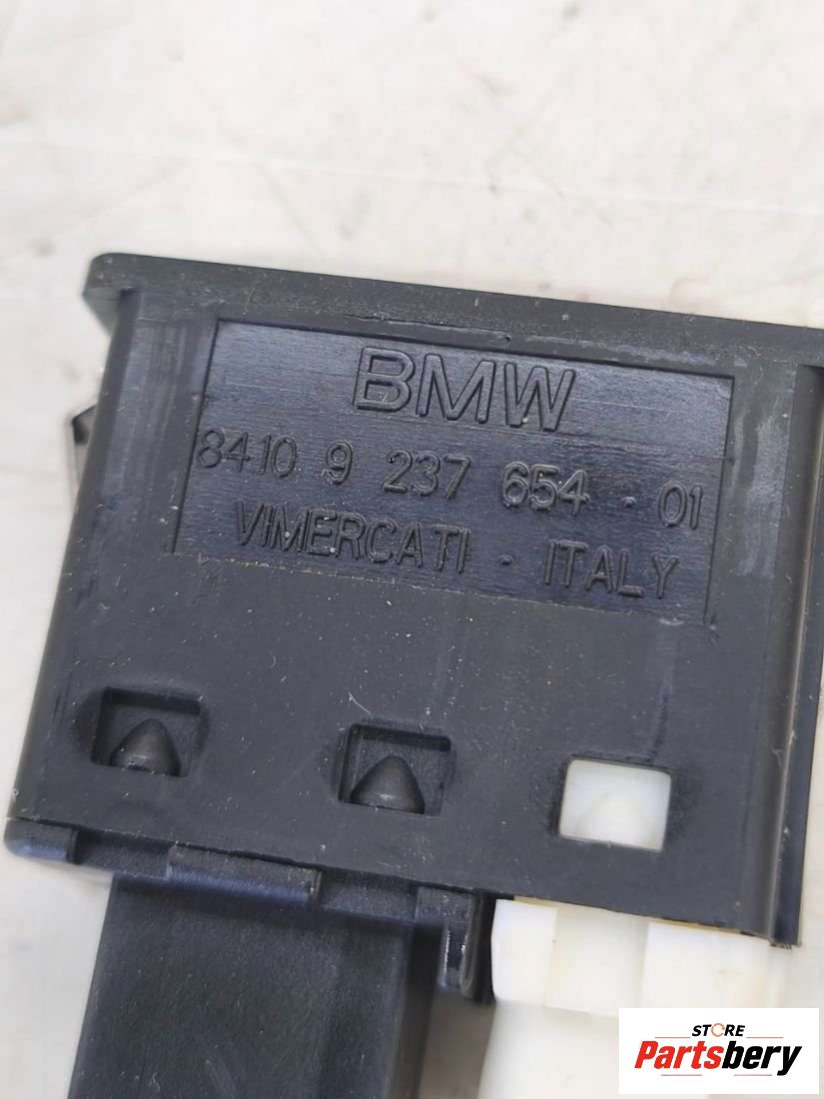 BMW
8410 9 237 654 - 01
VIMERCATI - ITALY
STORE
Partsbery